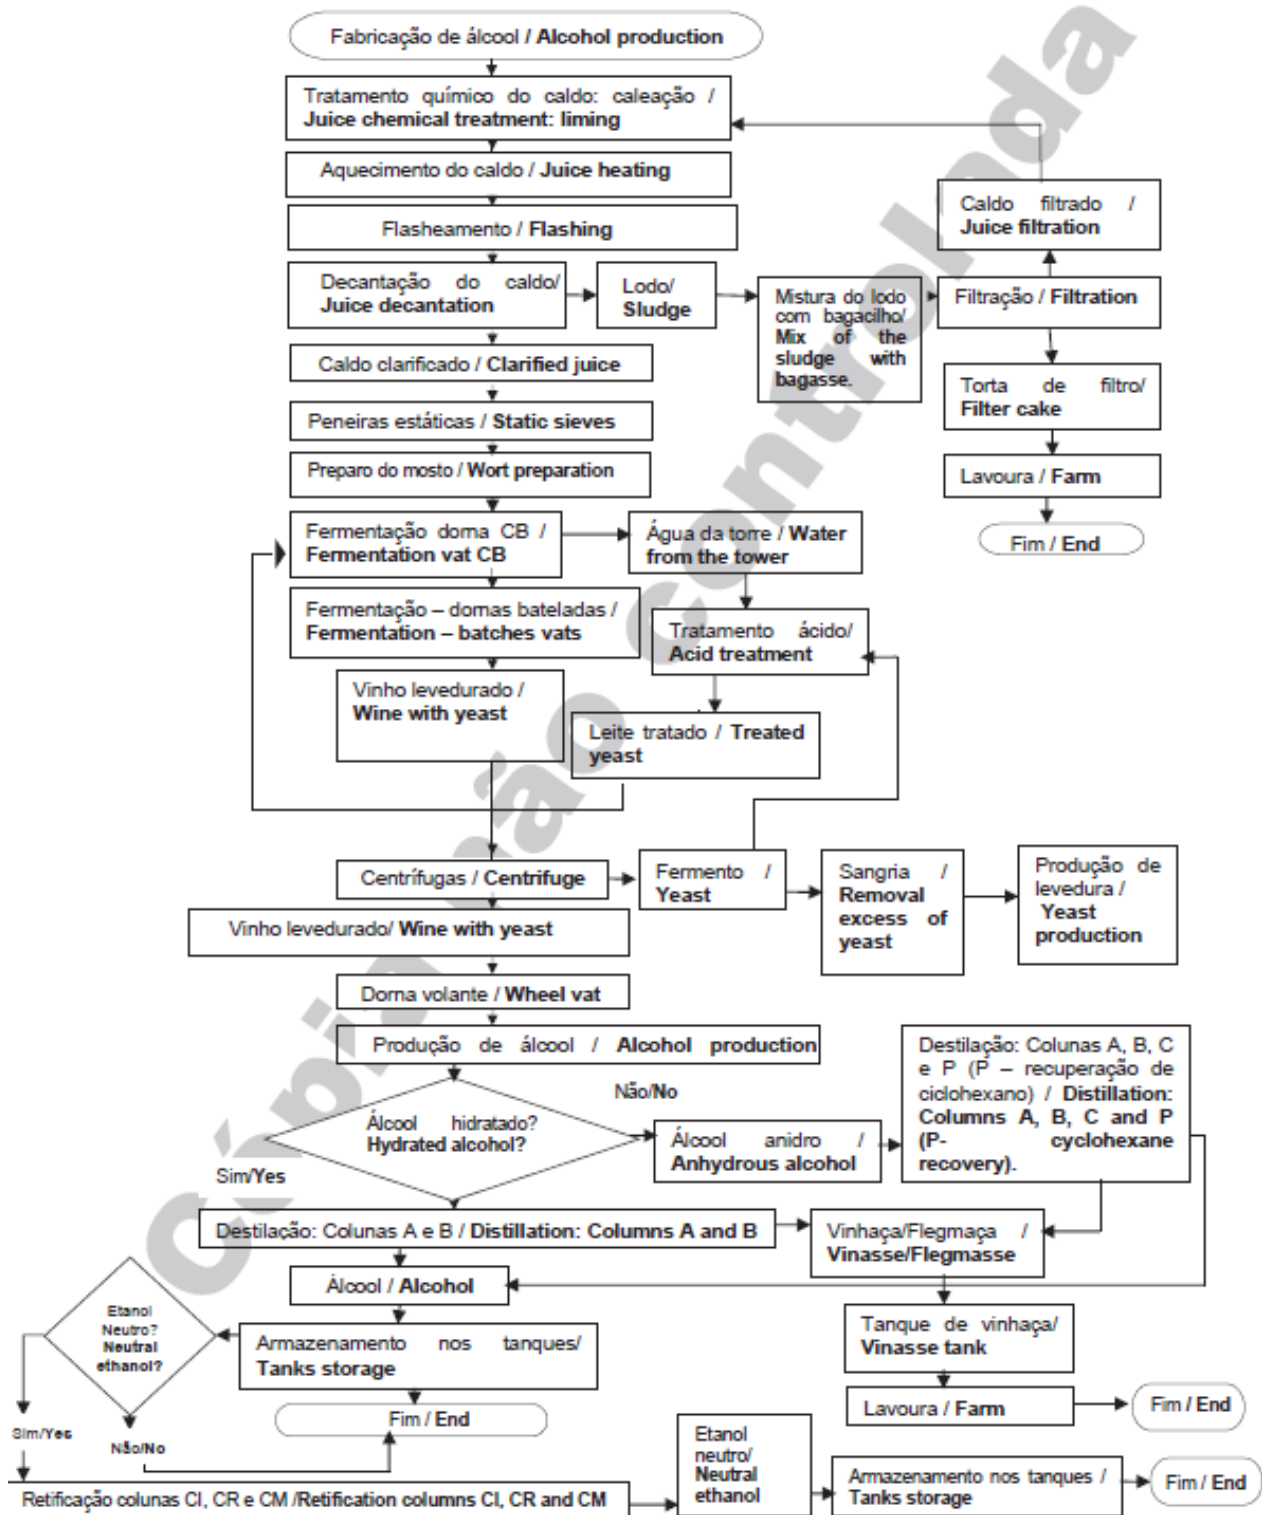 Fabricação de álcool / Alcohol production
Tratamento químico do caldo: caleação /
Juice chemical treatment: liming
Aquecimento do caldo / Juice heating
Flasheamento / Flashing
Decantação do caldo/
Juice decantation
Lodo/
Sludge
Mistura do lodo
com bagacilho/
Mix of the
sludge with
bagasse.
Filtração / Filtration
Caldo filtrado /
Juice filtration
Torta de filtro/
Filter cake
Lavoura / Farm
Fim / End
Caldo clarificado / Clarified juice
Peneiras estáticas / Static sieves
Preparo do mosto / Wort preparation
Fermentação dorna CB /
Fermentation vat CB
Água da torre / Water
from the tower
Fermentação – dornas bateladas /
Fermentation – batches vats
Tratamento ácido/
Acid treatment
Vinho levedurado /
Wine with yeast
Leite tratado / Treated
yeast
Centrífugas / Centrifuge
Fermento /
Yeast
Sangria /
Removal
excess of
yeast
Produção de
levedura /
Yeast
production
Vinho levedurado/ Wine with yeast
Dorna volante / Wheel vat
Produção de álcool / Alcohol production
Não/No
Álcool hidratado?
Hydrated alcohol?
Sim/Yes
Álcool anidro /
Anhydrous alcohol
Destilação: Colunas A, B, C
e P (P – recuperação de
ciclohexano) / Distillation:
Columns A, B, C and P
(P- cyclohexane
recovery).
Destilação: Colunas A e B / Distillation: Columns A and B
Vinhaça/Flegmaça /
Vinasse/Flegmasse
Álcool / Alcohol
Etanol
Neutro?
Neutral
ethanol?
Armazenamento nos tanques/
Tanks storage
Tanque de vinhaça/
Vinasse tank
Lavoura / Farm
Fim / End
Fim / End
Sim/Yes
Não/No
Retificação colunas CI, CR e CM /Retification columns CI, CR and CM
Etanol
neutro/
Neutral
ethanol
Armazenamento nos tanques /
Tanks storage
Fim / End
Cópia não controlada